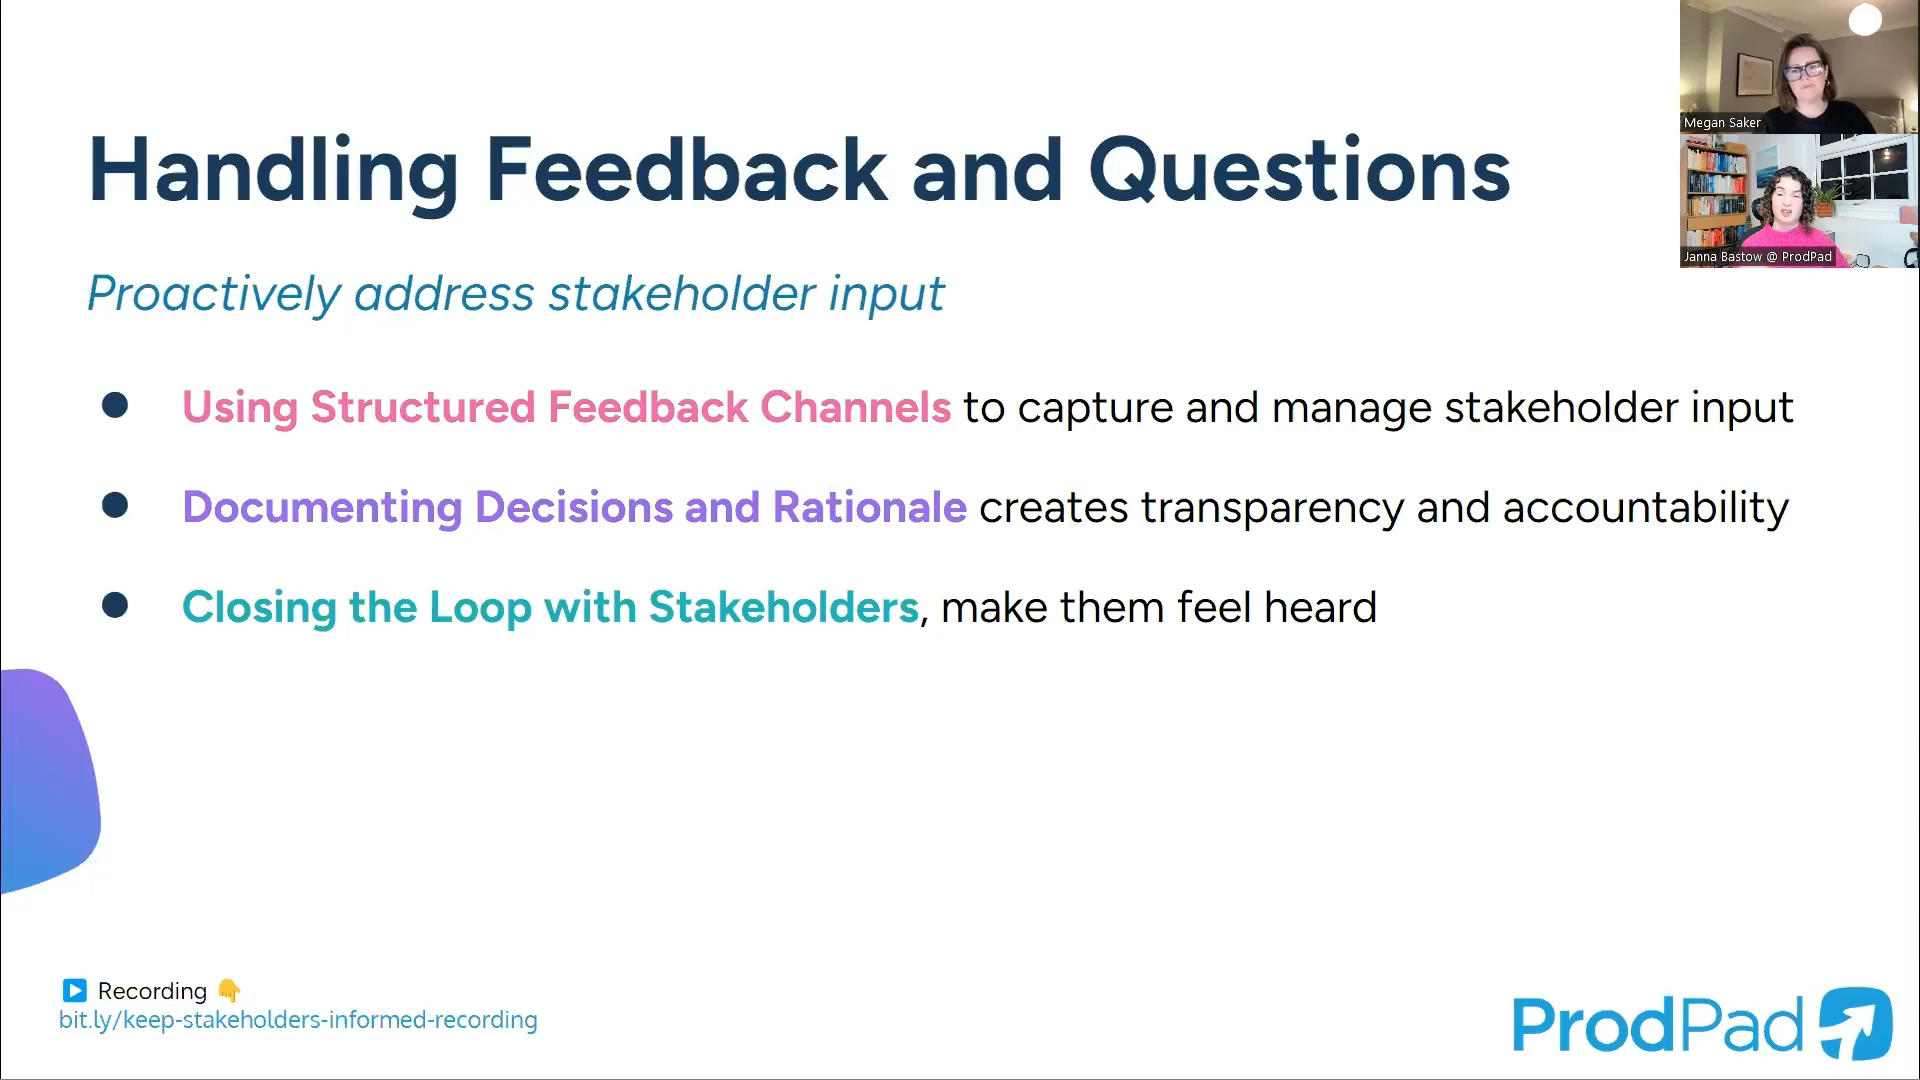 Handling Feedback and Questions
Proactively address stakeholder input
Using Structured Feedback Channels to capture and manage stakeholder input
Documenting Decisions and Rationale creates transparency and accountability
Closing the Loop with Stakeholders, make them feel heard
Recording
bit.ly/keep-stakeholders-informed-recording
ProdPad
Megan Saker
Janna Bastow @ ProdPad